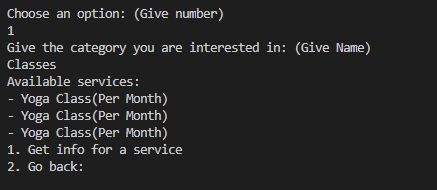 Choose an option: (Give number)
1
Give the category you are interested in: (Give Name)
Classes
Available services:
- Yoga Class(Per Month)
- Yoga Class(Per Month)
- Yoga Class(Per Month)
1. Get info for a service
2. Go back: